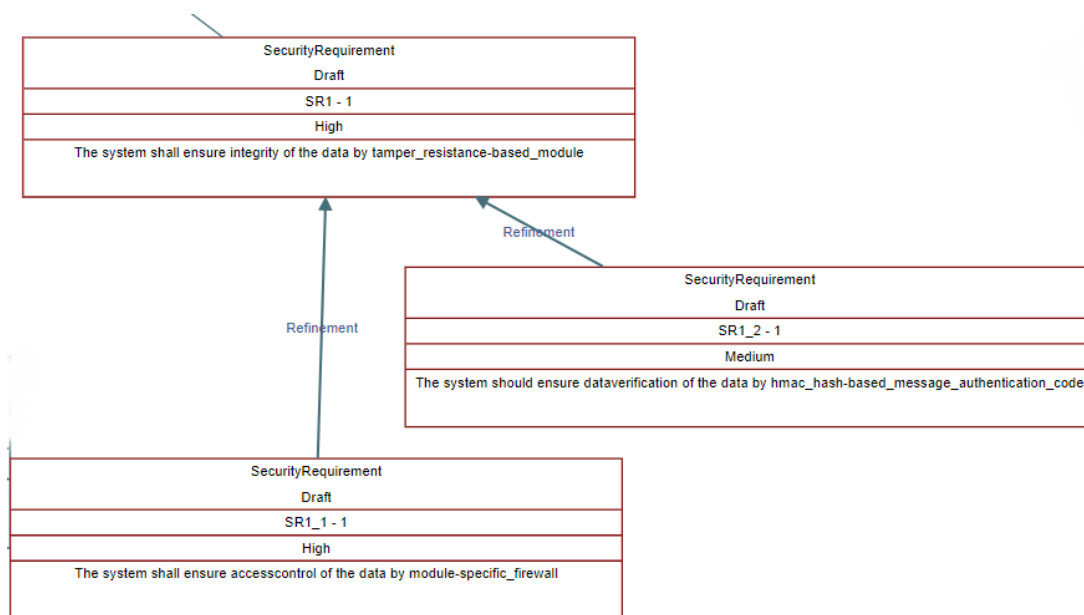 SecurityRequirement
Draft
SR1 - 1
High
The system shall ensure integrity of the data by tamper_resistance-based_module
Refinement
SecurityRequirement
Draft
SR1_2 - 1
Medium
The system should ensure dataverification of the data by hmac_hash-based_message_authentication_code
Refinement
SecurityRequirement
Draft
SR1_1 - 1
High
The system shall ensure accesscontrol of the data by module-specific_firewall